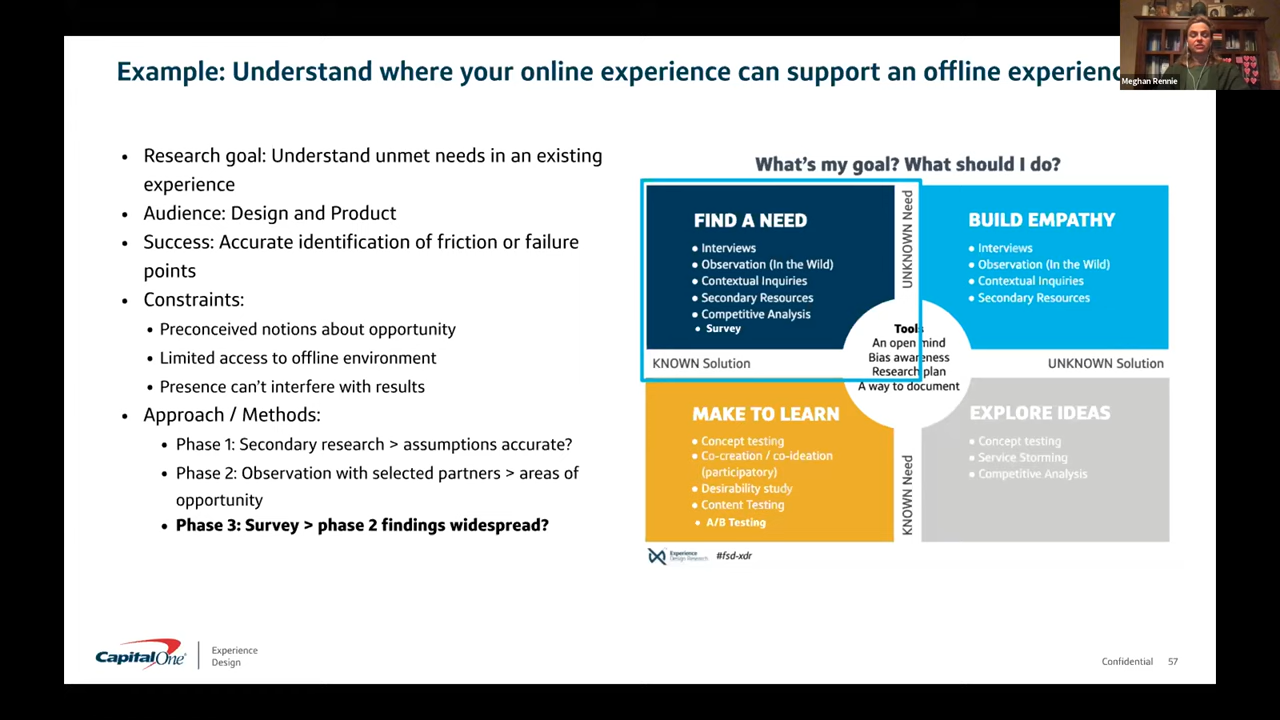 Example: Understand where your online experience can support an offline experienc
Meghan Rennie
• Research goal: Understand unmet needs in an existing
experience
• Audience: Design and Product
• Success: Accurate identification of friction or failure
points
• Constraints:
• Preconceived notions about opportunity
• Limited access to offline environment
• Presence can't interfere with results
• Approach / Methods:
• Phase 1: Secondary research > assumptions accurate?
• Phase 2: Observation with selected partners > areas of
opportunity
• Phase 3: Survey > phase 2 findings widespread?
What's my goal? What should I do?
FIND A NEED
• Interviews
• Observation (In the Wild)
• Contextual Inquiries
• Secondary Resources
• Competitive Analysis
• Survey
UNKNOWN Need
BUILD EMPATHY
• Interviews
• Observation (In the Wild)
• Contextual Inquiries
• Secondary Resources
KNOWN Solution
Tools
An open mind
Bias awareness
Research plan
A way to document
UNKNOWN Solution
MAKE TO LEARN
• Concept testing
• Co-creation / co-ideation
(participatory)
• Desirability study
• Content Testing
• A/B Testing
KNOWN Need
EXPLORE IDEAS
• Concept testing
• Service Storming
• Competitive Analysis
Experience
Design Research
#fsd-xdr
Capital One
Experience
Design
Confidential 57